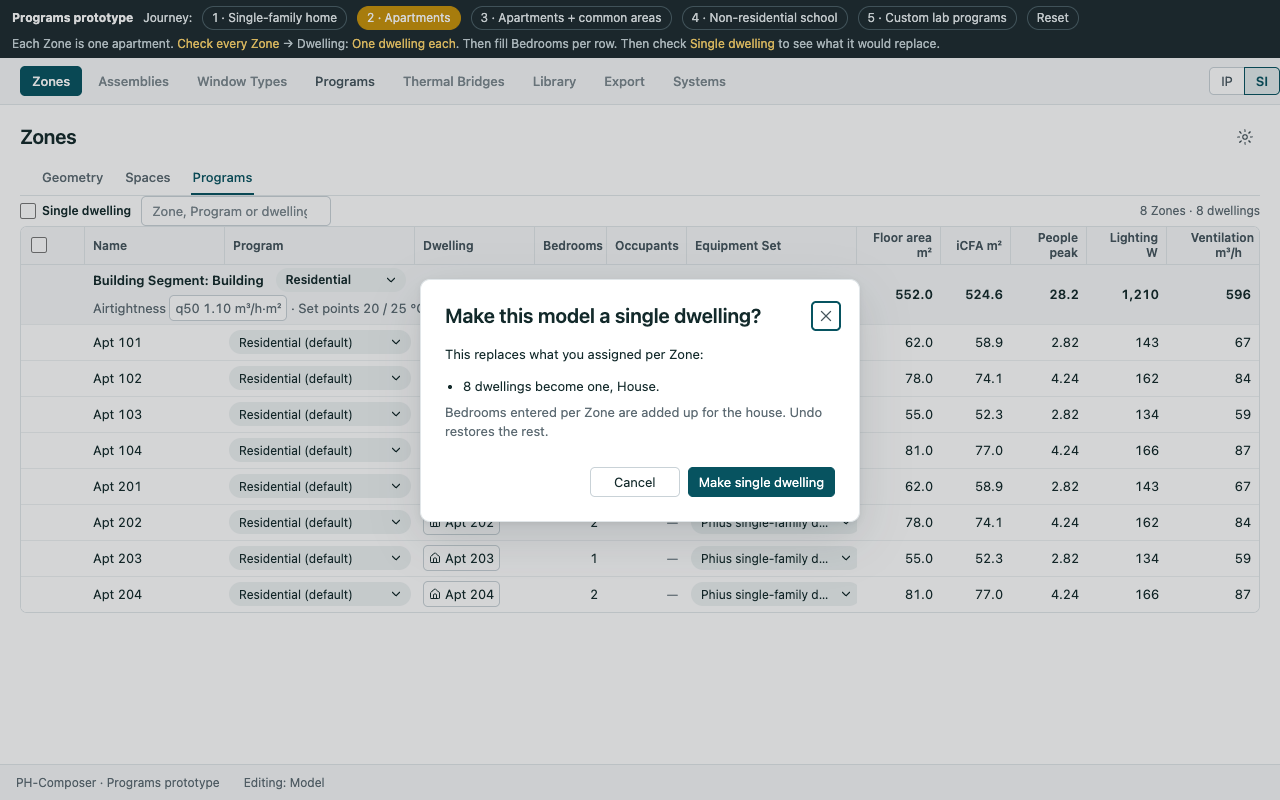 Programs prototype Journey: 1 · Single-family home 2 · Apartments 3 · Apartments + common areas 4 · Non-residential school 5 · Custom lab programs Reset
Each Zone is one apartment. Check every Zone → Dwelling: One dwelling each. Then fill Bedrooms per row. Then check Single dwelling to see what it would replace.
Zones Assemblies Window Types Programs Thermal Bridges Library Export Systems IP SI
Zones
Geometry Spaces Programs
Single dwelling Zone, Program or dwelling 8 Zones · 8 dwellings
Name Program Dwelling Bedrooms Occupants Equipment Set Floor area m² iCFA m² People peak Lighting W Ventilation m³/h
Building Segment: Building Residential
Airtightness q50 1.10 m³/h·m² · Set points 20 / 25 °C
552.0 524.6 28.2 1,210 596
Apt 101 Residential (default) 62.0 58.9 2.82 143 67
Apt 102 Residential (default) 78.0 74.1 4.24 162 84
Apt 103 Residential (default) 55.0 52.3 2.82 134 59
Apt 104 Residential (default) 81.0 77.0 4.24 166 87
Apt 201 Residential (default) 62.0 58.9 2.82 143 67
Apt 202 Residential (default) Apt 202 2 — Phius single-family d... 78.0 74.1 4.24 162 84
Apt 203 Residential (default) Apt 203 1 — Phius single-family d... 55.0 52.3 2.82 134 59
Apt 204 Residential (default) Apt 204 2 — Phius single-family d... 81.0 77.0 4.24 166 87
Make this model a single dwelling?
This replaces what you assigned per Zone:
• 8 dwellings become one, House.
Bedrooms entered per Zone are added up for the house. Undo
restores the rest.
Cancel Make single dwelling
PH-Composer · Programs prototype Editing: Model